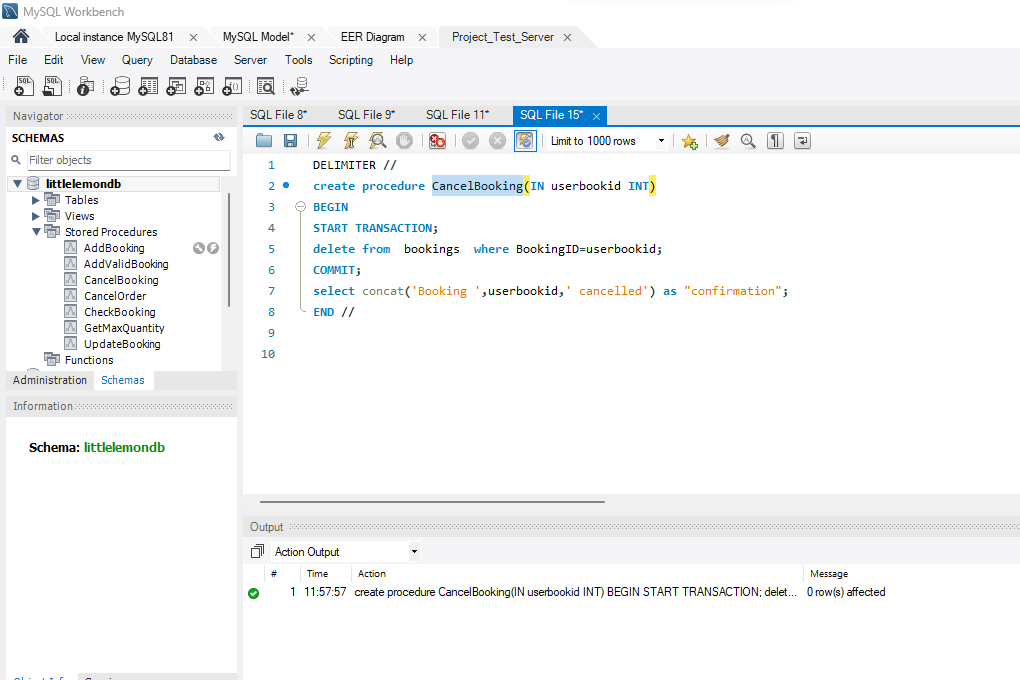 MySQL Workbench
Local instance MySQL81 × MySQL Model* × EER Diagram × Project_Test_Server ×
File Edit View Query Database Server Tools Scripting Help
Navigator
SCHEMAS
Filter objects
littlelemondb
Tables
Views
Stored Procedures
AddBooking
AddValidBooking
CancelBooking
CancelOrder
CheckBooking
GetMaxQuantity
UpdateBooking
Functions
Administration Schemas
Information
Schema: littlelemondb
SQL File 8* SQL File 9* SQL File 11* SQL File 15* ×
Limit to 1000 rows
1 DELIMITER //
2 create procedure CancelBooking(IN userbookid INT)
3 BEGIN
4 START TRANSACTION;
5 delete from bookings where BookingID=userbookid;
6 COMMIT;
7 select concat('Booking ',userbookid,' cancelled') as "confirmation";
8 END //
9
10
Output
Action Output
# Time Action Message
1 11:57:57 create procedure CancelBooking(IN userbookid INT) BEGIN START TRANSACTION; delet... 0 row(s) affected